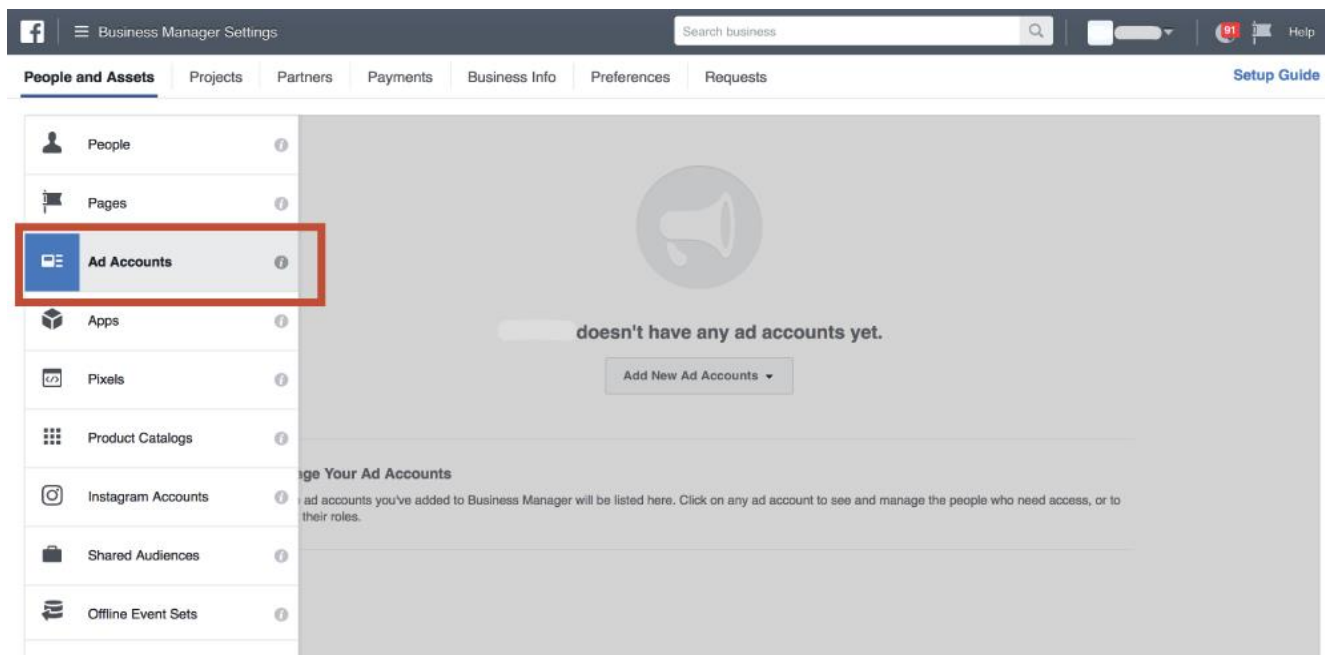 f
Business Manager Settings
Search business
91
Help
People and Assets
Projects
Partners
Payments
Business Info
Preferences
Requests
Setup Guide
People
Pages
Ad Accounts
Apps
Pixels
Product Catalogs
Instagram Accounts
Shared Audiences
Offline Event Sets
doesn't have any ad accounts yet.
Add New Ad Accounts
Your Ad Accounts
ad accounts you've added to Business Manager will be listed here. Click on any ad account to see and manage the people who need access, or to
their roles.